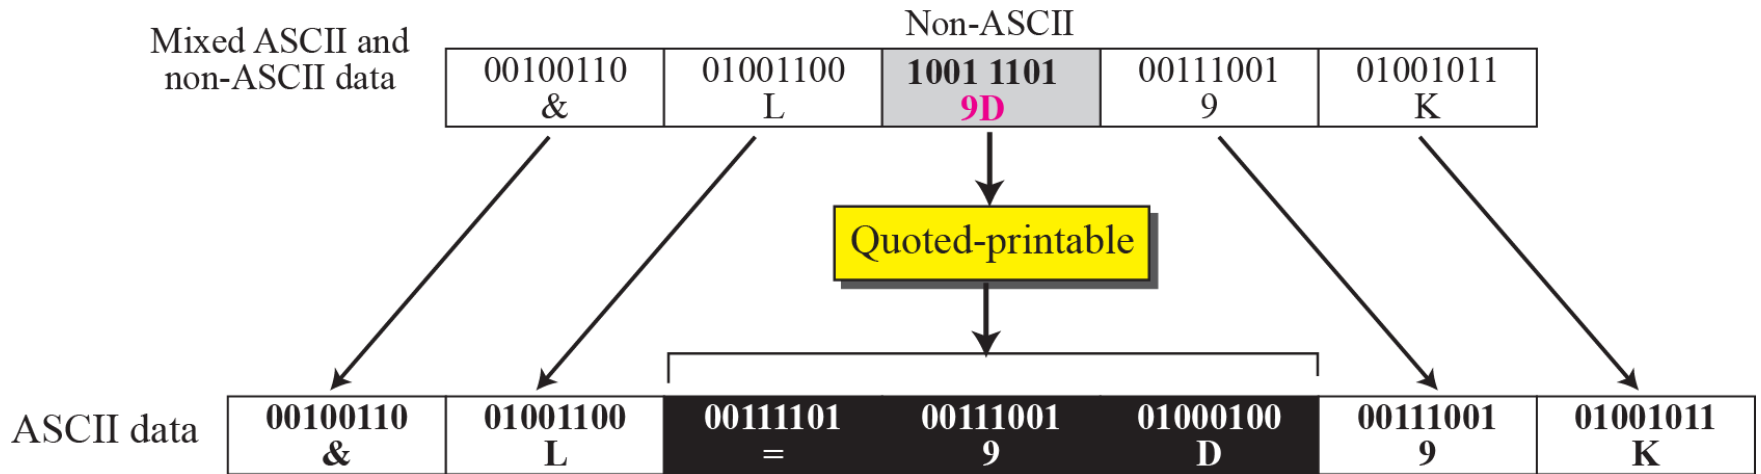 Non-ASCII
Mixed ASCII and
non-ASCII data
00100110 01001100 1001 1101 00111001 01001011
& L 9D 9 K
Quoted-printable
ASCII data
00100110 01001100 00111101 00111001 01000100 00111001 01001011
& L = 9 D 9 K